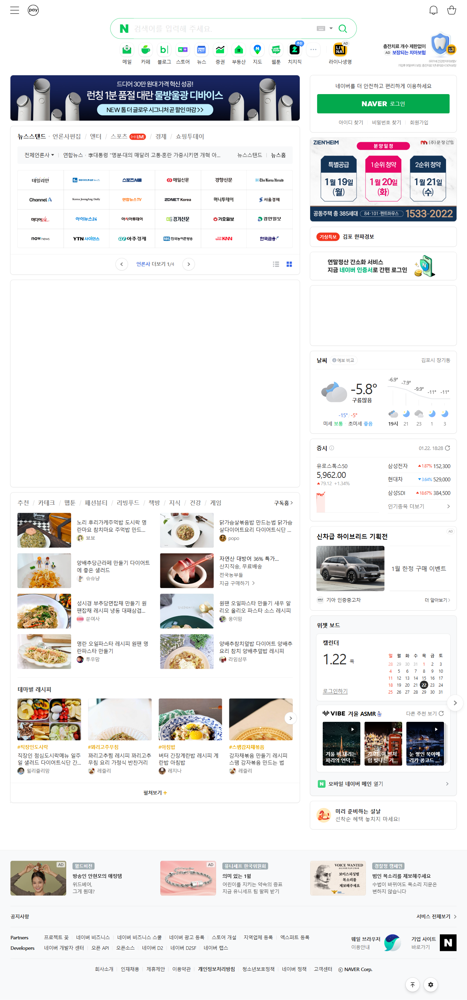 pay
N 검색어를 입력해 주세요.
메일 카페 블로그 스토어 뉴스 증권 부동산 지도 웹툰 치지직 라이나생명
추천
AD
충전치료 개수 제한없이
AD 보장되는 치아보험
(무)THE건강한치아보험V
가입후 91일부터 보장. 충전치료 1년내치료시 50%보장
드디어 30만 원대 가격 혁신 성공!
런칭 1분 품절 대란 물방울광 디바이스
NEW 톰 더 글로우 시그니처 곧 할인 마감 >>
네이버를 더 안전하고 편리하게 이용하세요
NAVER 로그인
아이디 찾기 비밀번호 찾기 회원가입
뉴스스탠드 · 언론사편집 / 엔터 / 스포츠 LIVE / 경제 / 쇼핑투데이
전체언론사 연합뉴스 · 李대통령 "명분·대의 매달려 고통·혼란 가중시키면 개혁 아... 뉴스스탠드 뉴스홈
데일리안 파이낸셜뉴스 스포츠서울 매일신문 경향신문 The Korea Herald
Channel A Korea JoongAng Daily 연합뉴스TV ZDNET Korea 머니투데이 서울경제
미디어오늘 아이뉴스24 아시아투데이 경기신문 기호일보 경인일보
now news YTN 사이언스 아주경제 RBS 한국농어촌방송 KNN 한국금융
언론사 더보기 1/4
ZIEN'HEIM
(주)문장건설
분양일정
특별공급 1순위 청약 2순위 청약
1월 19일 1월 20일 1월 21일
(월) (화) (수)
공동주택 총 385세대 84·101·펜트하우스 1533-2022
기상특보 김포 한파경보
연말정산 간소화 서비스
지금 네이버 인증서로 간편 로그인
날씨 예보 비교 김포시 장기동
-5.8°
구름많음
-15° / -5°
미세 보통 · 초미세 좋음
-6.9° -7.9° -9.9° -11° -11°
19시 21 23 1 3
증시 01.22. 18:28
유로스톡스50
5,962.00
79.12 +1.34%
삼성전자 1.87% 152,300
현대차 3.64% 529,000
삼성SDI 18.67% 384,500
인기종목 더보기
추천 / 카테크 / 웹툰 / 패션뷰티 / 리빙푸드 / 책방 / 지식 / 건강 / 게임 구독홈
노리 후리가케주먹밥 도시락 명
란마요 참치마요 주먹밥 만드...
뵤뵤
닭가슴살볶음밥 만드는법 닭가슴
살다이어트요리 다이어트식단 ...
popo
양배추당근라페 만들기 다이어트
에 좋은 샐러드
슈슈냥
AD
자연산 대방어 36% 특가...
산지직송, 무료배송
전국농부들
지금 구매하기
성시경 부추당면잡채 만들기 원
팬잡채 레시피 냉동 대패삼겹...
쑨여사
원팬 오일파스타 만들기 새우 알
리오 올리오 파스타 소스 레시피
웅이맘
명란 오일파스타 레시피 원팬 명
란파스타 만들기
투우맘
양배추참치덮밥 다이어트 양배추
요리 참치 양배추덮밥 레시피
라임샴푸
테마별 레시피
#직장인도시락
직장인 점심도시락메뉴 일주
일 샐러드 다이어트식단 간...
윌리쥴리맘
#꽈리고추무침
꽈리고추찜 레시피 꽈리고추
무침 요리 가정식 반찬거리
레즐리
#아침밥
버터 간장계란밥 레시피 계
란밥 아침밥
레지나
#스팸감자채볶음
감자채볶음 만들기 레시피
스팸 감자볶음 만드는 법
레즐리
펼쳐보기 +
AD
신차급 하이브리드 기획전
1월 한정 구매 이벤트
기아 인증중고차 더 알아보기
위젯 보드
캘린더
1.22 목
로그인하기
일 월 화 수 목 금 토
28 29 30 31 1 2 3
4 5 6 7 8 9 10
11 12 13 14 15 16 17
18 19 20 21 22 23 24
25 26 27 28 29 30 31
VIBE 겨울 ASMR 다른 추천 보기
겨울 비 내리는
파리의 언덕 ...
가로등이 별처
럼 빛나는 겨...
눈 쌓인 북아메
리카 콩코드 ...
모바일 네이버 메인 열기
미리 준비하는 설날
선착순 혜택 놓치지 마세요!
AD
월드비전
방송인 안현모의 애정템
위드베어,
그게 뭔데?
AD
유니세프 한국위원회
의미 있는 1월
어린이를 지키는 약속의 증표
지금 유니세프 팀 팔찌 받기
VOICE WANTED
보이스피싱범
목소리를
제보해주세요
경찰청 캠페인
범인 목소리를 제보해주세요
수법이 바뀌어도 목소리 지문은
변하지 않습니다
공지사항 서비스 전체보기
Partners 프로젝트 꽃 네이버 비즈니스 네이버 비즈니스 스쿨 네이버 광고 등록 스토어 개설 지역업체 등록 엑스퍼트 등록
Developers 네이버 개발자 센터 오픈 API 오픈소스 네이버 D2 네이버 D2SF 네이버 랩스
웨일 브라우저
이용안내
기업 사이트
바로가기
회사소개 인재채용 제휴제안 이용약관 개인정보처리방침 청소년보호정책 네이버 정책 고객센터 ⓒ NAVER Corp.